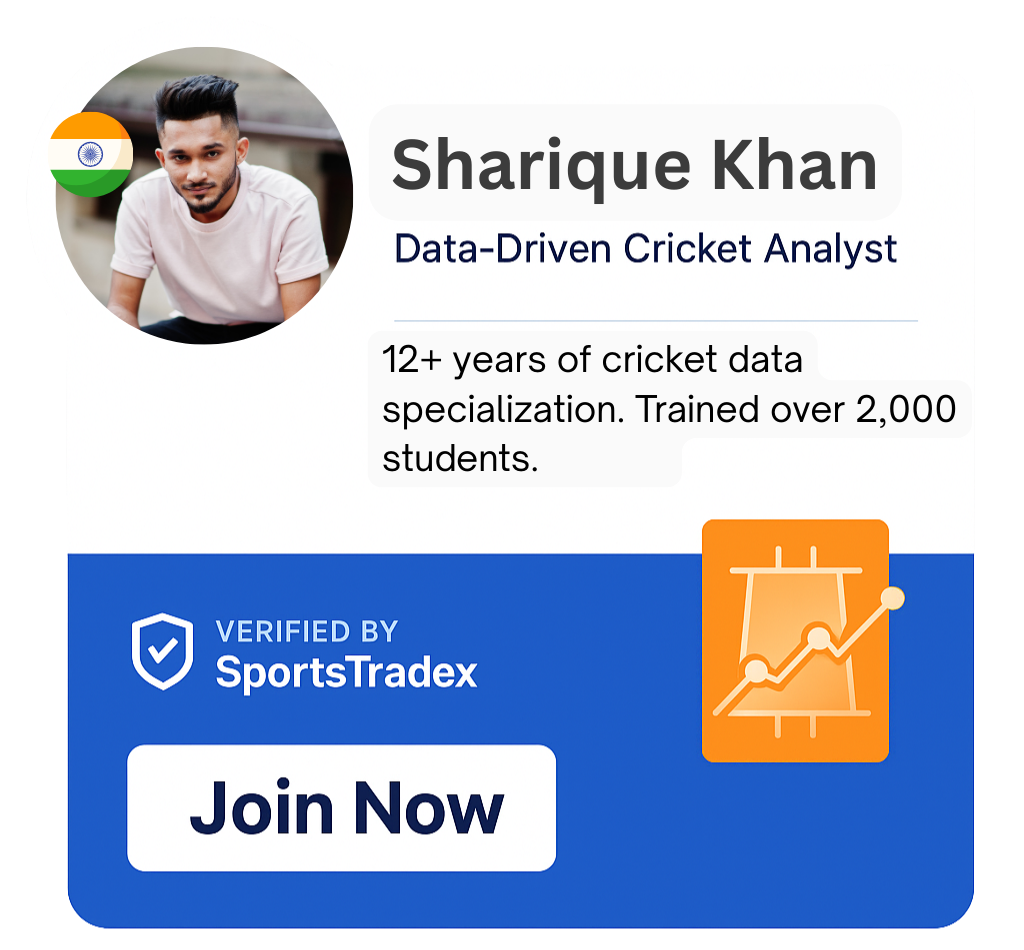 Sharique Khan
Data-Driven Cricket Analyst
12+ years of cricket data
specialization. Trained over 2,000
students.
VERIFIED BY
SportsTradex
Join Now